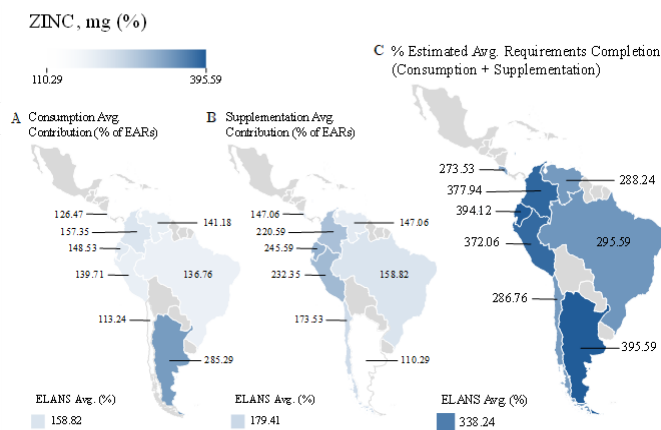 ZINC, mg (%)
110.29 395.59
A Consumption Avg.
Contribution (% of EARs)
126.47
157.35
148.53
139.71
113.24
141.18
136.76
285.29
ELANS Avg. (%)
158.82
B Supplementation Avg.
Contribution (% of EARs)
147.06
220.59
245.59
232.35
173.53
147.06
158.82
110.29
ELANS Avg. (%)
179.41
C % Estimated Avg. Requirements Completion
(Consumption + Supplementation)
273.53
377.94
394.12
372.06
286.76
288.24
295.59
395.59
ELANS Avg. (%)
338.24